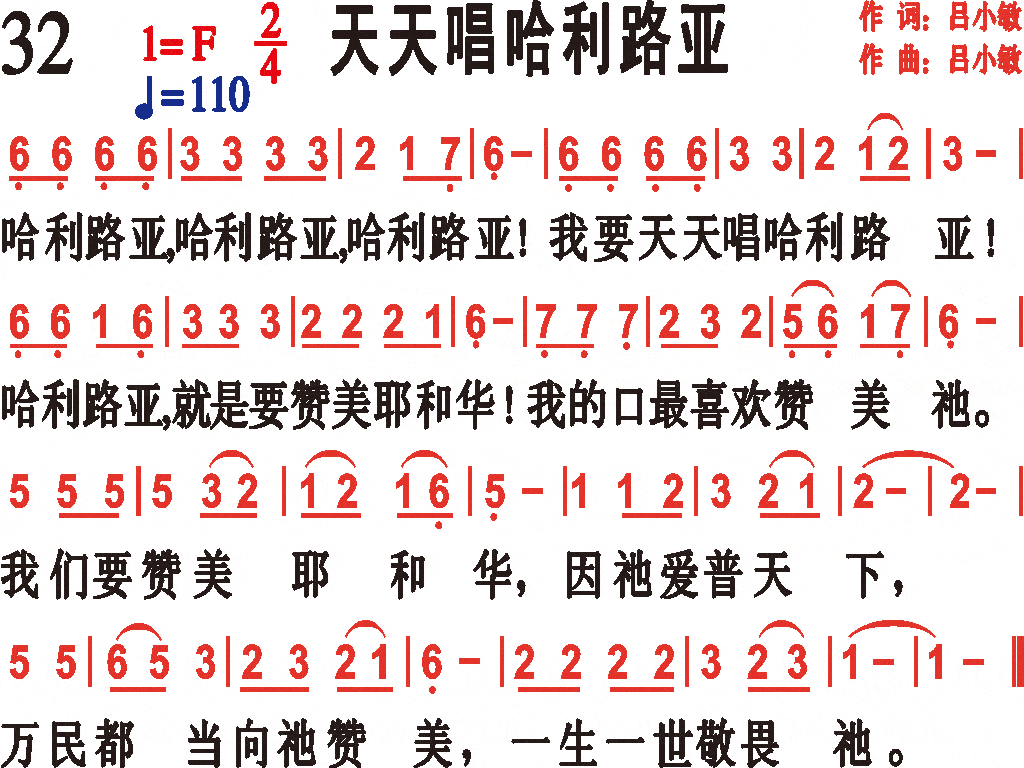 32 1=F 2/4 天天唱哈利路亚 作 词：吕小敏
♩=110 作 曲：吕小敏
6 6 6 6|3 3 3 3|2 1 7|6 –|6 6 6 6|3 3|2 1 2|3 –|
哈利路亚,哈利路亚,哈利路亚! 我要天天唱哈利路 亚!
6 6 1 6|3 3 3|2 2 2 1|6 –|7 7 7|2 3 2|5 6 1 7|6 –|
哈利路亚,就是要赞美耶和华! 我的口最喜欢赞 美 祂。
5 5 5|5 3 2|1 2 1 6|5 –|1 1 2|3 2 1|2 –|2 –|
我们要赞美 耶 和 华，因祂爱普天 下，
5 5|6 5 3|2 3 2 1|6 –|2 2 2 2|3 2 3|1 –|1 –‖
万民都 当向祂赞 美，一生一世敬畏 祂。